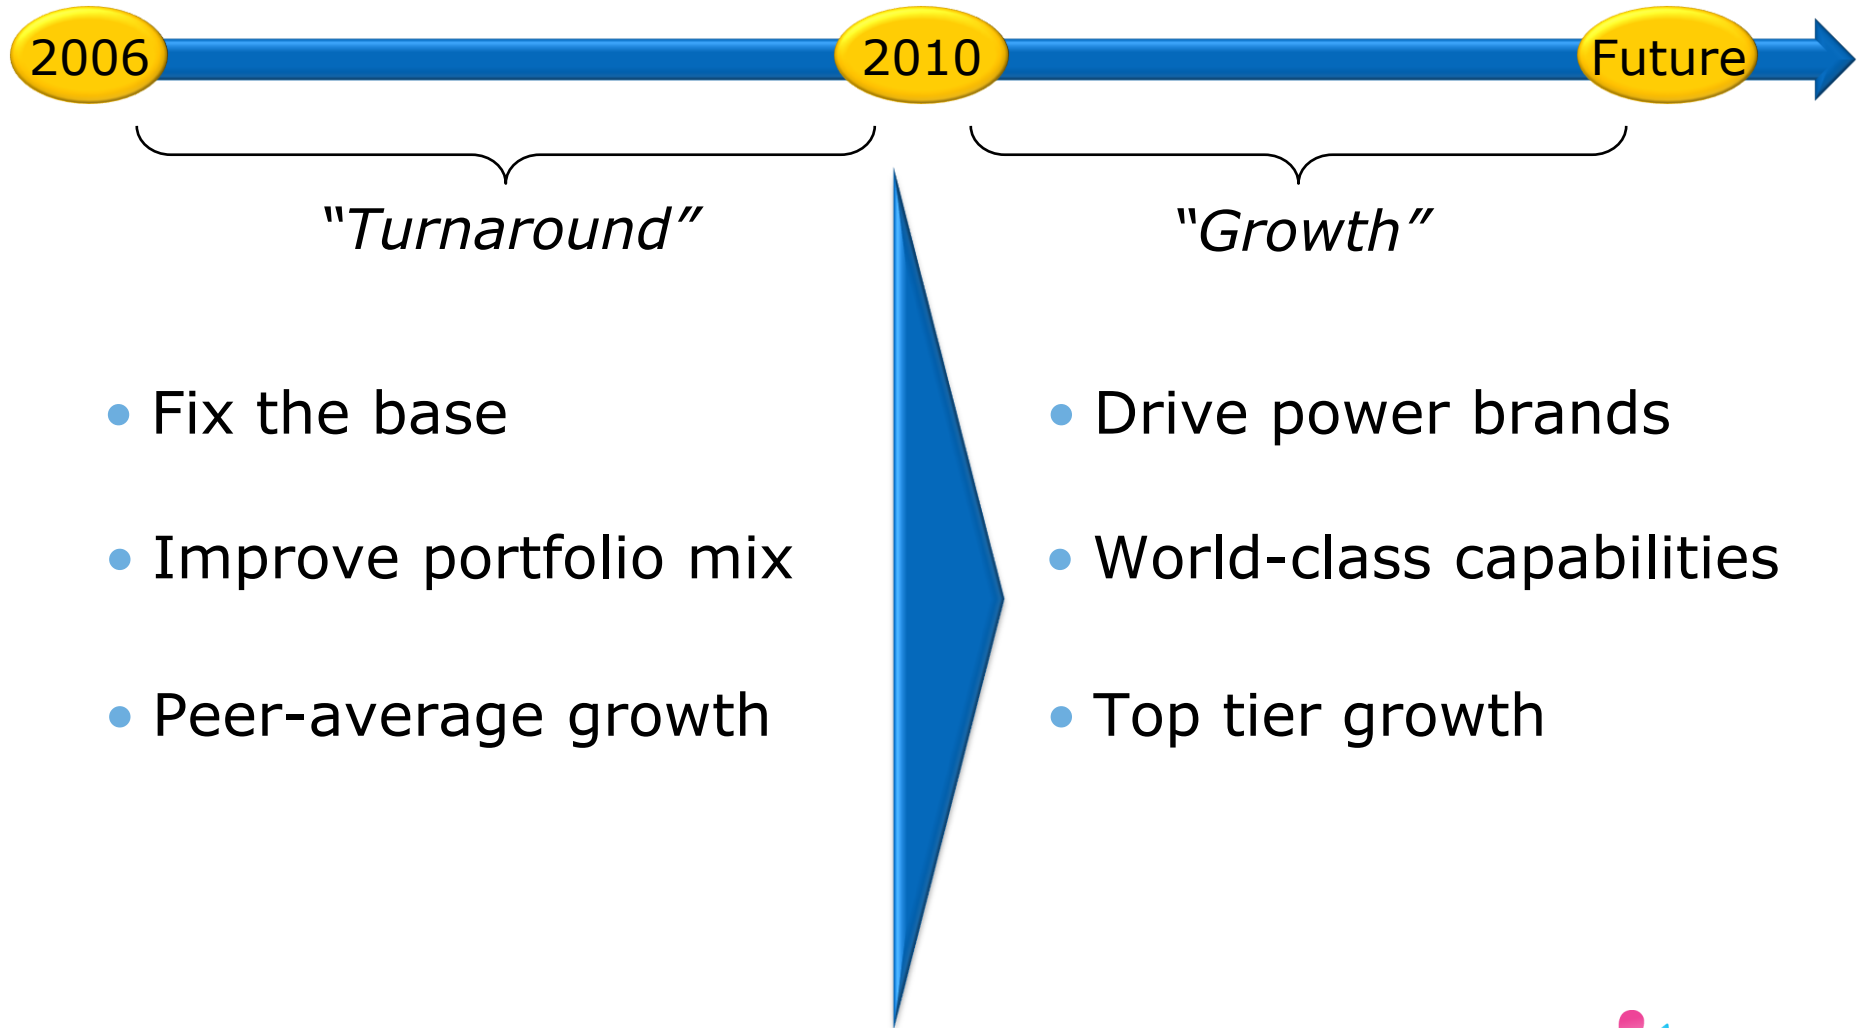 2006
2010
Future
“Turnaround”
“Growth”
• Fix the base
• Improve portfolio mix
• Peer-average growth
• Drive power brands
• World-class capabilities
• Top tier growth